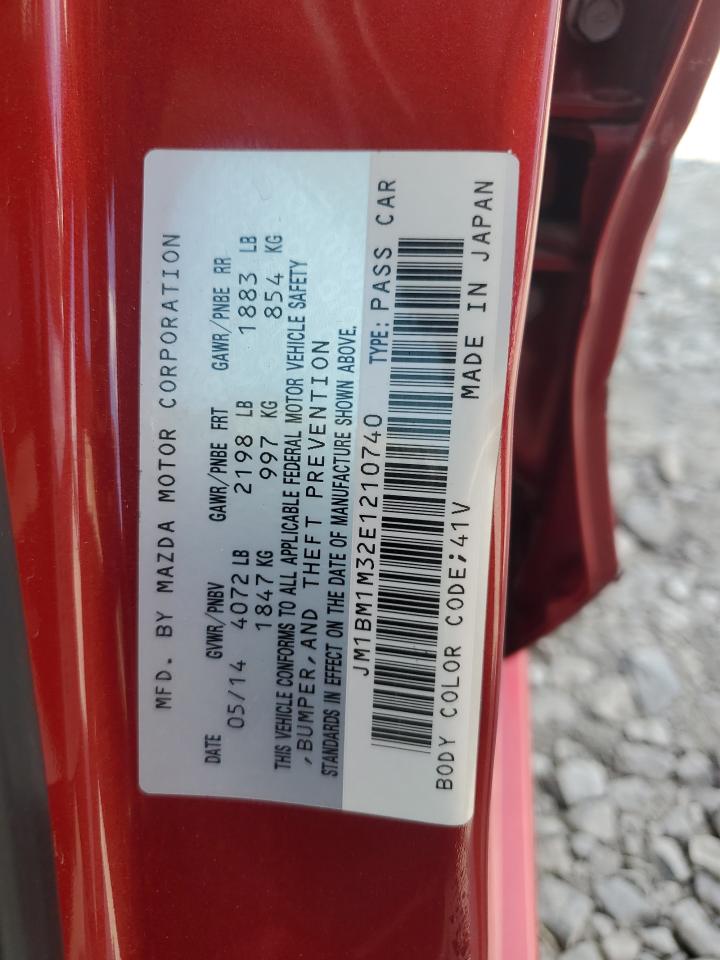 MFD. BY MAZDA MOTOR CORPORATION
DATE GVWR/PNBV GAWR/PNBE FRT GAWR/PNBE RR
05/14 4072 LB 2198 LB 1883 LB
1847 KG 997 KG 854 KG
THIS VEHICLE CONFORMS TO ALL APPLICABLE FEDERAL MOTOR VEHICLE SAFETY
,BUMPER,AND THEFT PREVENTION
STANDARDS IN EFFECT ON THE DATE OF MANUFACTURE SHOWN ABOVE.
JM1BM1M32E1210740 TYPE: PASS CAR
BODY COLOR CODE;41V MADE IN JAPAN